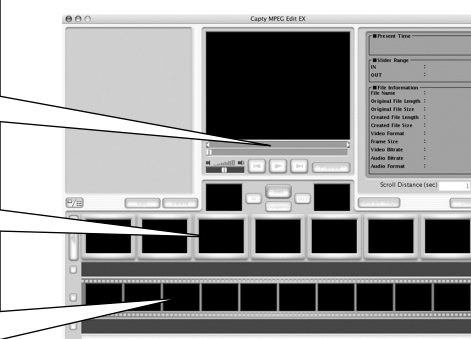 Capty MPEG Edit EX
Present Time
Slider Range
IN :
OUT :
File Information
File Name :
Original File Length :
Original File Size :
Created File Length :
Created File Size :
Video Format :
Frame Size :
Video Bitrate :
Audio Bitrate :
Audio Format :
Scroll Distance (sec) 1